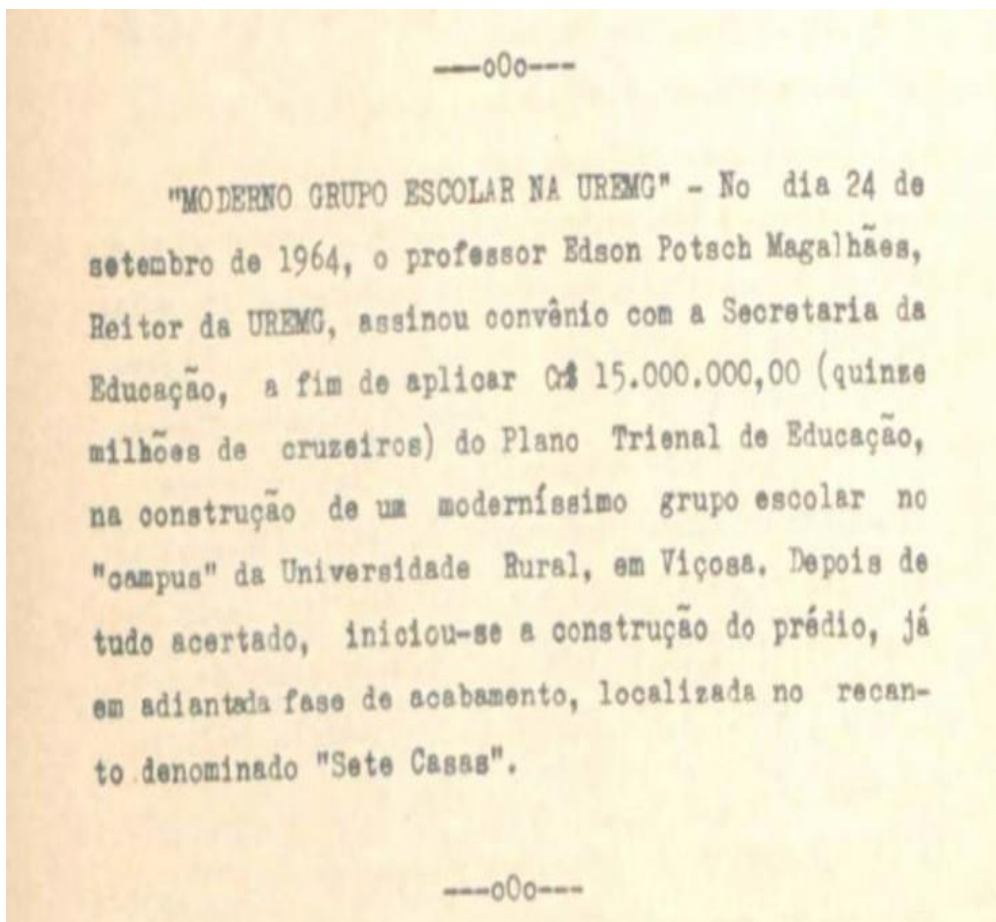 ---oOo---
"MODERNO GRUPO ESCOLAR NA UREMG" - No dia 24 de
setembro de 1964, o professor Edson Potsch Magalhães,
Reitor da UREMG, assinou convênio com a Secretaria da
Educação, a fim de aplicar Cr$ 15.000.000,00 (quinze
milhões de cruzeiros) do Plano Trienal de Educação,
na construção de um moderníssimo grupo escolar no
"campus" da Universidade Rural, em Viçosa. Depois de
tudo acertado, iniciou-se a construção do prédio, já
em adiantada fase de acabamento, localizada no recan-
to denominado "Sete Casas".
---oOo---